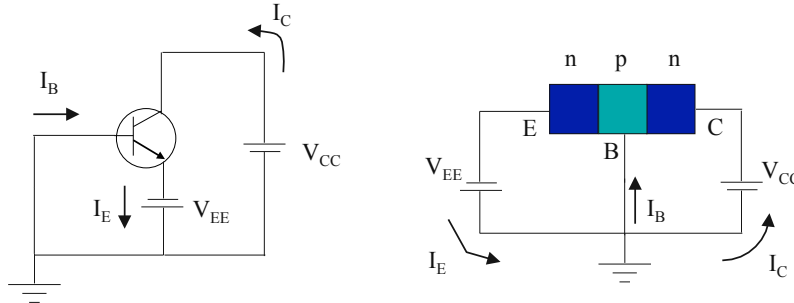 I_C
I_B
V_CC
I_E
V_EE
n p n
E
C
B
V_EE
V_CC
I_B
I_E
I_C